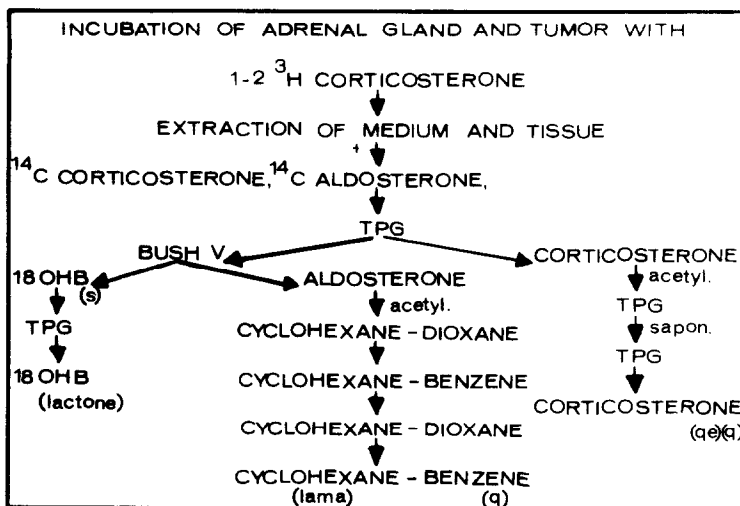 INCUBATION OF ADRENAL GLAND AND TUMOR WITH
1-2 ³H CORTICOSTERONE
EXTRACTION OF MEDIUM AND TISSUE
+
¹⁴C CORTICOSTERONE, ¹⁴C ALDOSTERONE,
TPG
BUSH V
CORTICOSTERONE
18 OHB
(s)
ALDOSTERONE
acetyl.
acetyl.
TPG
TPG
CYCLOHEXANE - DIOXANE
sapon.
TPG
18 OHB
(lactone)
CYCLOHEXANE - BENZENE
CORTICOSTERONE
(qe)(q)
CYCLOHEXANE - DIOXANE
CYCLOHEXANE - BENZENE
(lama) (q)